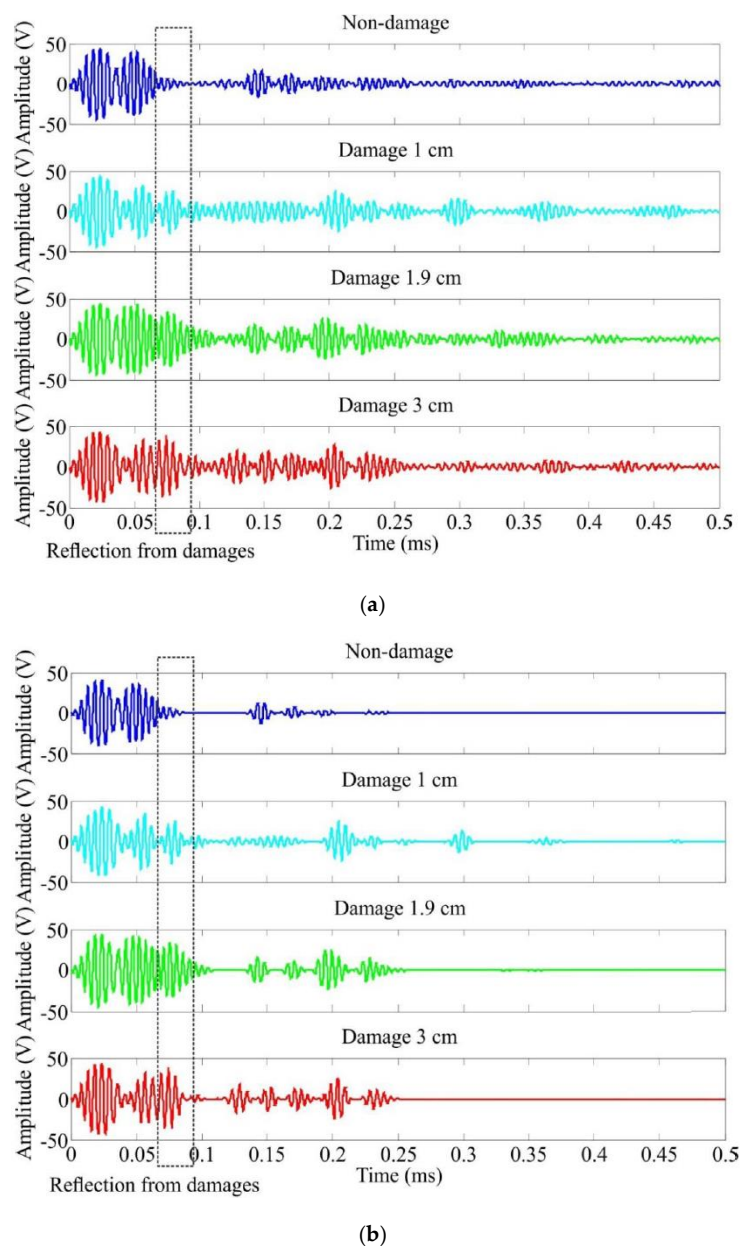 Non-damage
Amplitude (V)
50
0
-50
Damage 1 cm
Amplitude (V)
50
0
-50
Damage 1.9 cm
Amplitude (V)
50
0
-50
Damage 3 cm
Amplitude (V)
50
0
-50
0 0.05 0.1 0.15 0.2 0.25 0.3 0.35 0.4 0.45 0.5
Reflection from damages Time (ms)
(a)
Non-damage
Amplitude (V)
50
0
-50
Damage 1 cm
Amplitude (V)
50
0
-50
Damage 1.9 cm
Amplitude (V)
50
0
-50
Damage 3 cm
Amplitude (V)
50
0
-50
0 0.05 0.1 0.15 0.2 0.25 0.3 0.35 0.4 0.45 0.5
Reflection from damages Time (ms)
(b)